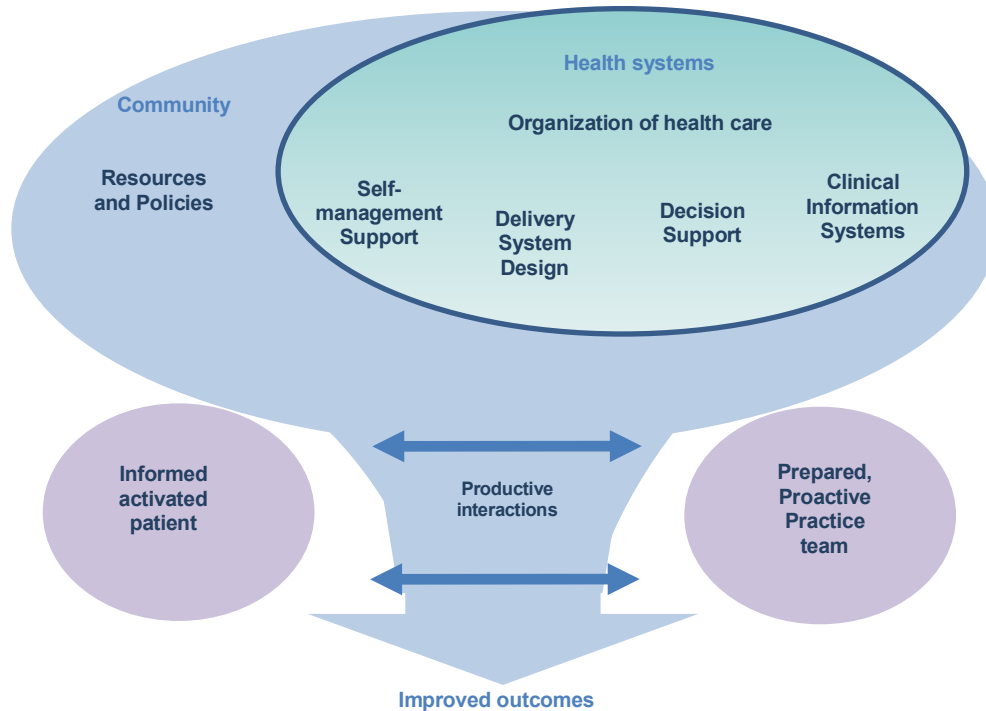 Health systems
Community
Organization of health care
Resources
and Policies
Self-
management
Support
Delivery
System
Design
Decision
Support
Clinical
Information
Systems
Informed
activated
patient
Productive
interactions
Prepared,
Proactive
Practice
team
Improved outcomes